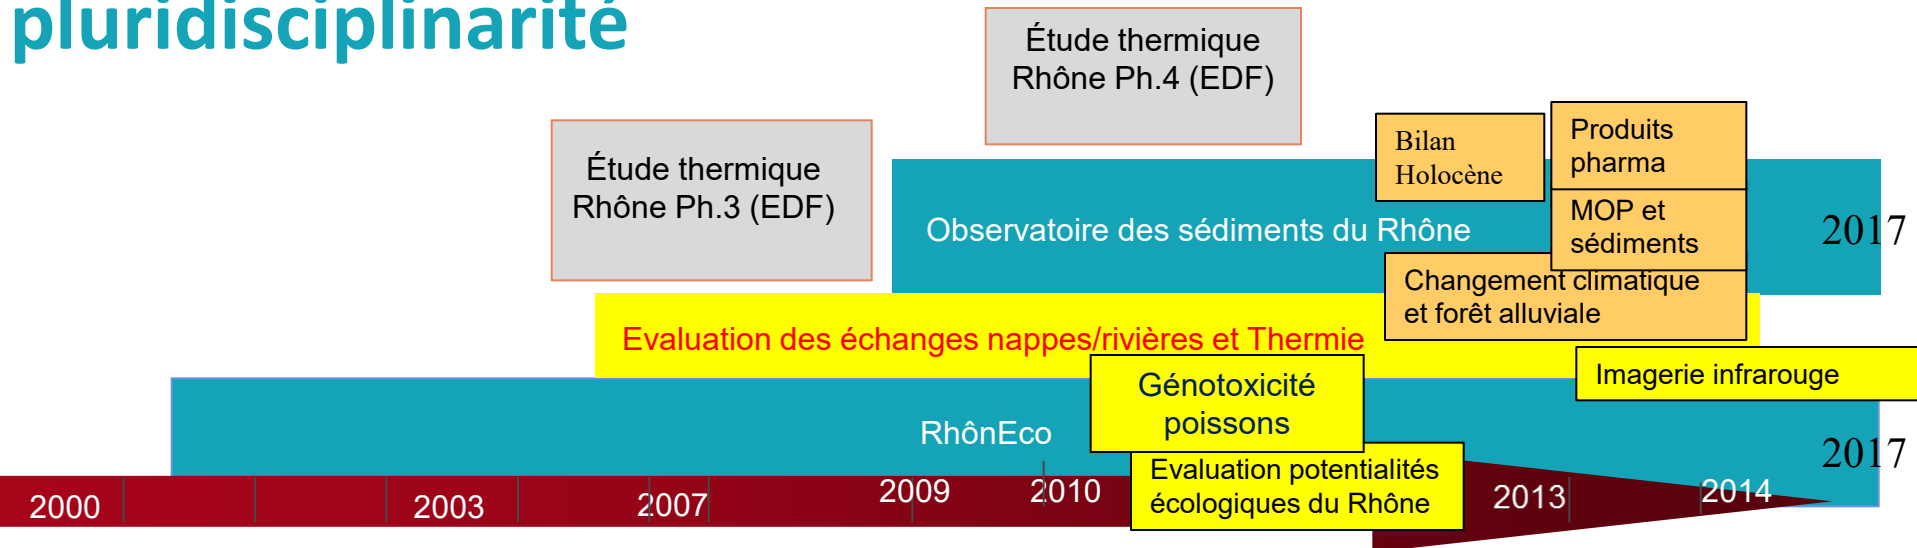 pluridisciplinarité
Étude thermique
Rhône Ph.4 (EDF)
Étude thermique
Rhône Ph.3 (EDF)
Bilan
Holocène
Produits
pharma
Observatoire des sédiments du Rhône
MOP et
sédiments
2017
Changement climatique
et forêt alluviale
Evaluation des échanges nappes/rivières et Thermie
Imagerie infrarouge
Génotoxicité
poissons
RhônEco
2017
Evaluation potentialités
écologiques du Rhône
2000
2003
2007
2009
2010
2013
2014